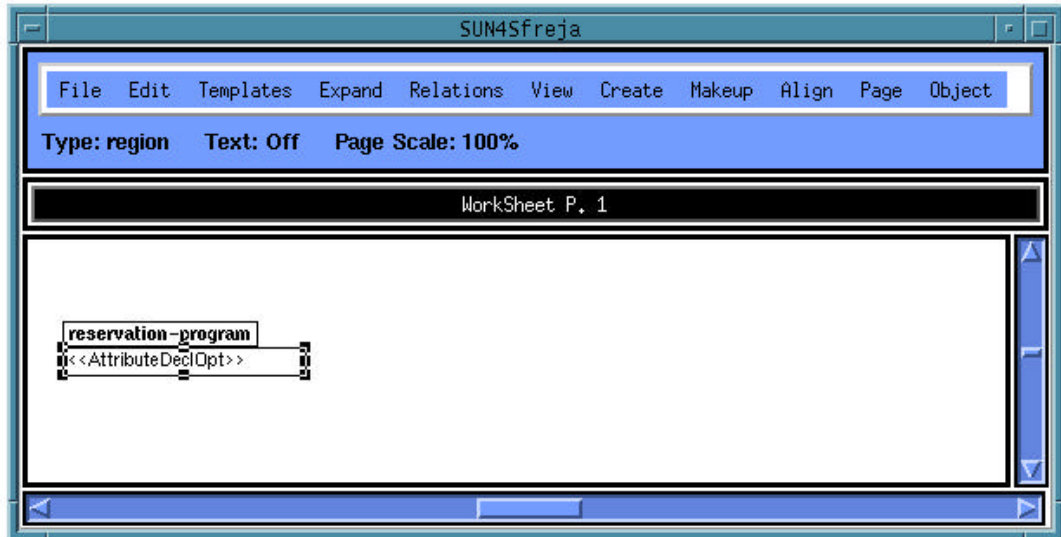 SUN4Sfreja
File Edit Templates Expand Relations View Create Makeup Align Page Object
Type: region Text: Off Page Scale: 100%
WorkSheet P. 1
reservation-program
<<AttributeDeclOpt>>